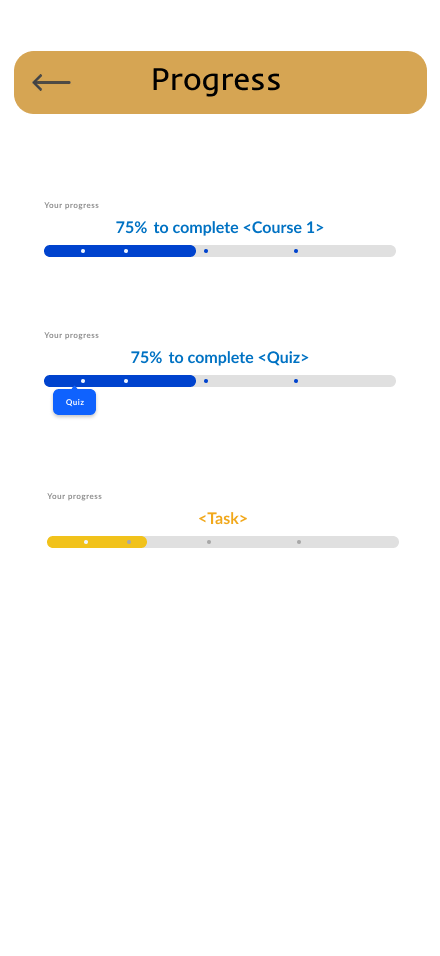 Progress
Your progress
75% to complete <Course 1>
Your progress
75% to complete <Quiz>
Quiz
Your progress
<Task>